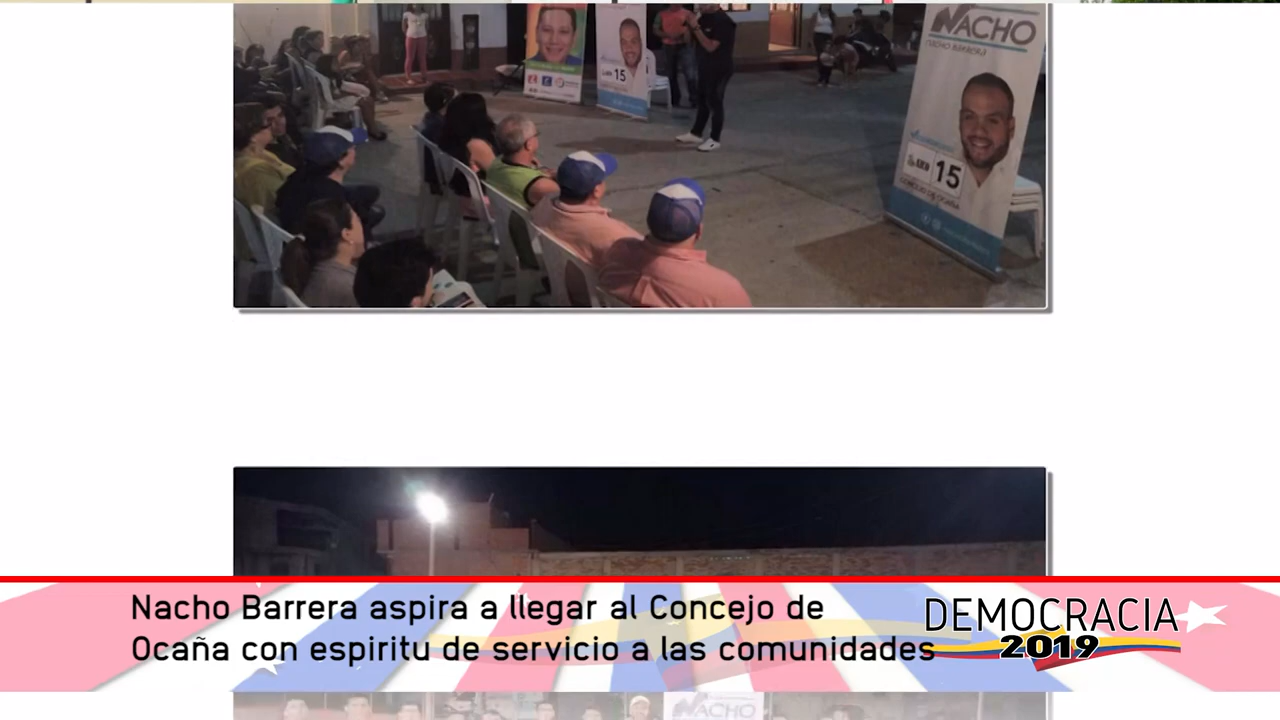 NACHO
NACHO BARRERA
15
15
CONCEJO DE OCAÑA
Nacho Barrera aspira a llegar al Concejo de
Ocaña con espiritu de servicio a las comunidades
DEMOCRACIA
2019
NACHO